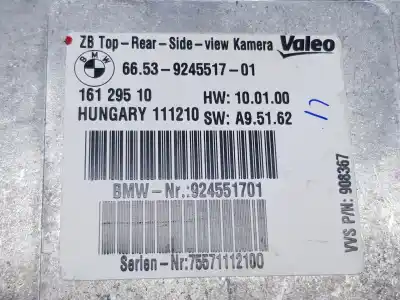 ZB Top-Rear-Side-view Kamera Valeo
BMW 66.53-9245517-01
161 295 10 HW: 10.01.00
HUNGARY 111210 SW: A9.51.62
BMW-Nr.:924551701
Serien-Nr:75571112100
VVS P/N: 908367